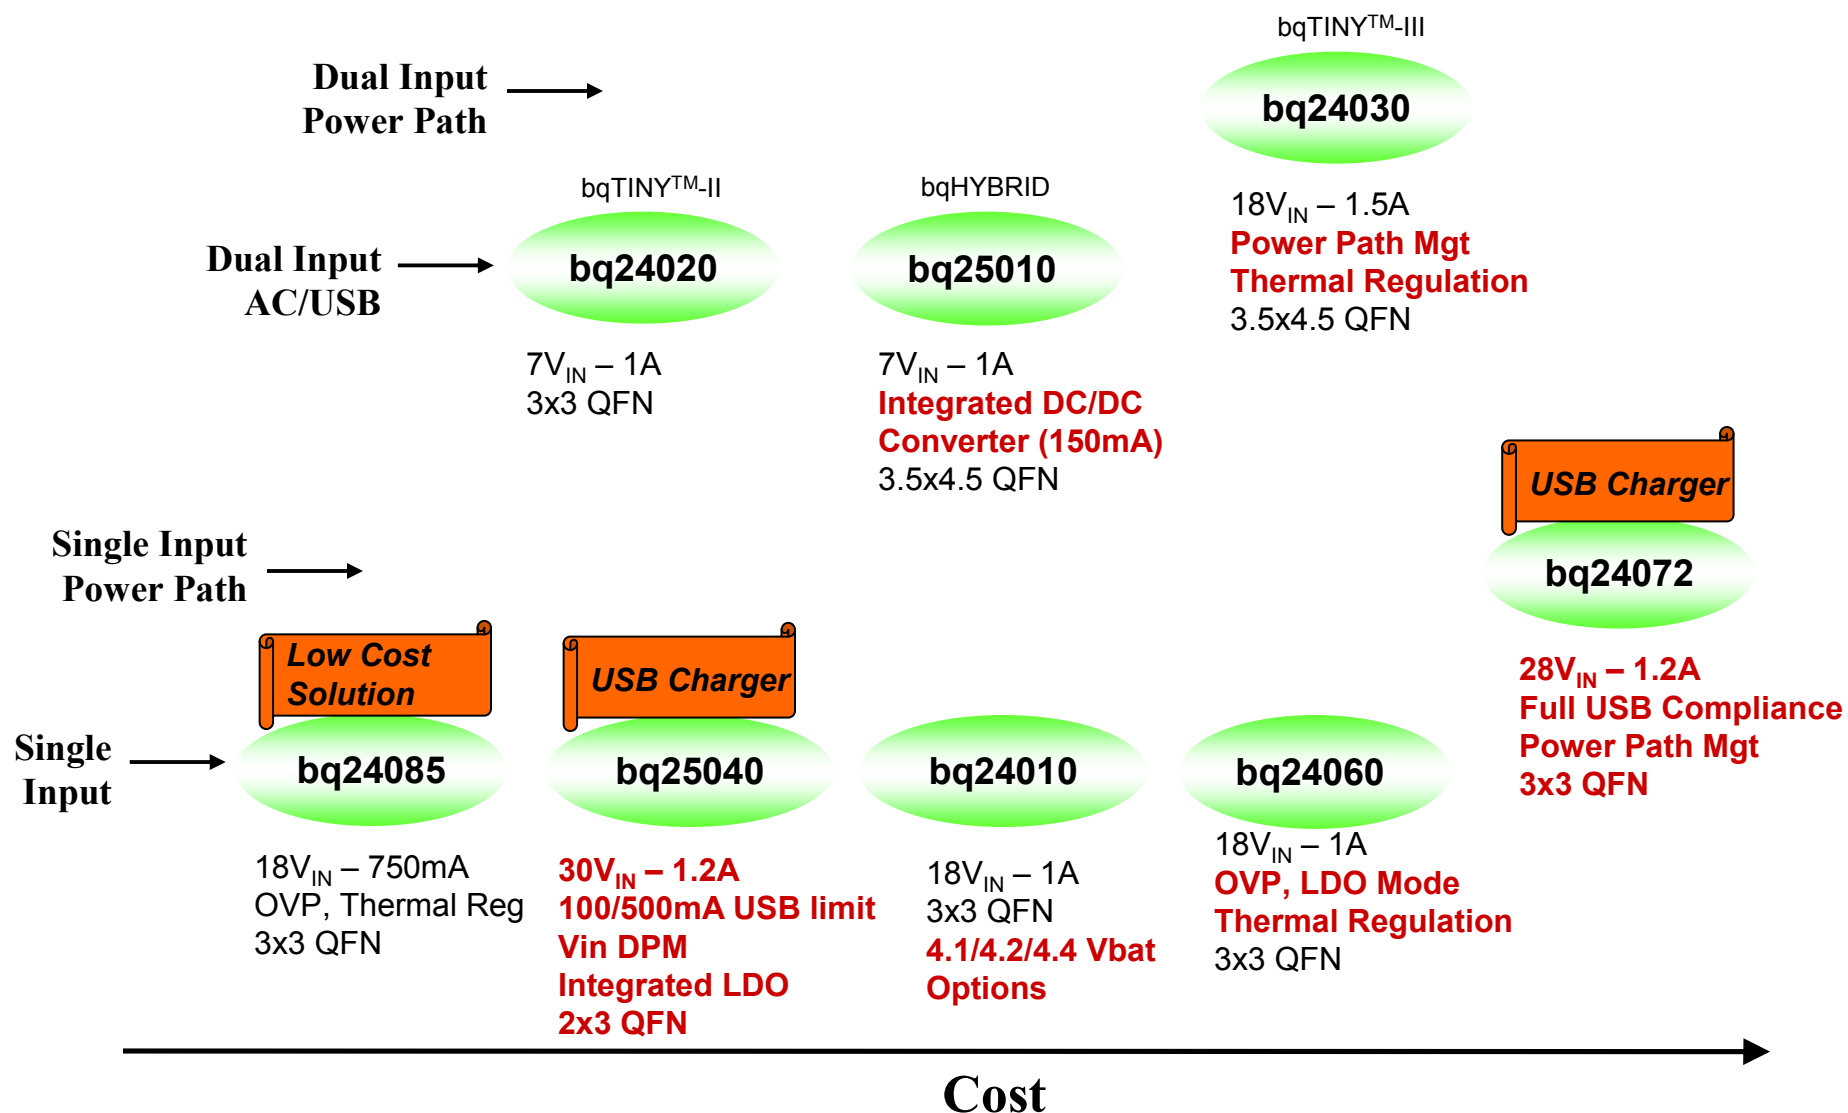 bqTINY™-III
Dual Input
Power Path
bq24030
18VIN – 1.5A
Power Path Mgt
Thermal Regulation
3.5x4.5 QFN
Dual Input
AC/USB
bqTINY™-II
bq24020
7VIN – 1A
3x3 QFN
bqHYBRID
bq25010
7VIN – 1A
Integrated DC/DC
Converter (150mA)
3.5x4.5 QFN
Single Input
Power Path
USB Charger
bq24072
28VIN – 1.2A
Full USB Compliance
Power Path Mgt
3x3 QFN
Single
Input
Low Cost
Solution
bq24085
18VIN – 750mA
OVP, Thermal Reg
3x3 QFN
USB Charger
bq25040
30VIN – 1.2A
100/500mA USB limit
Vin DPM
Integrated LDO
2x3 QFN
bq24010
18VIN – 1A
3x3 QFN
4.1/4.2/4.4 Vbat
Options
bq24060
18VIN – 1A
OVP, LDO Mode
Thermal Regulation
3x3 QFN
Cost